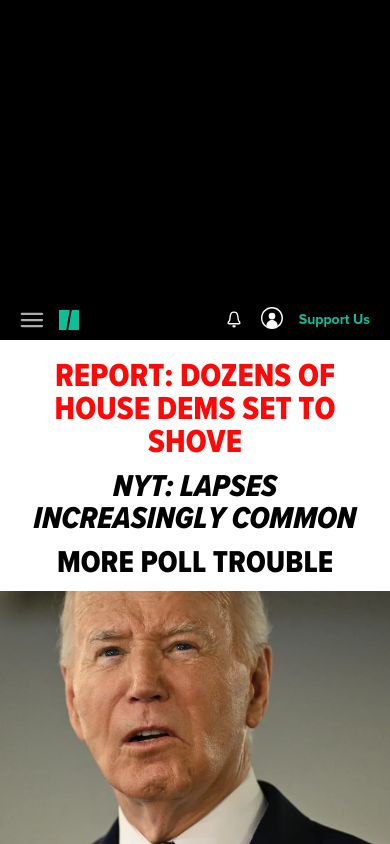 Support Us
REPORT: DOZENS OF
HOUSE DEMS SET TO
SHOVE
NYT: LAPSES
INCREASINGLY COMMON
MORE POLL TROUBLE